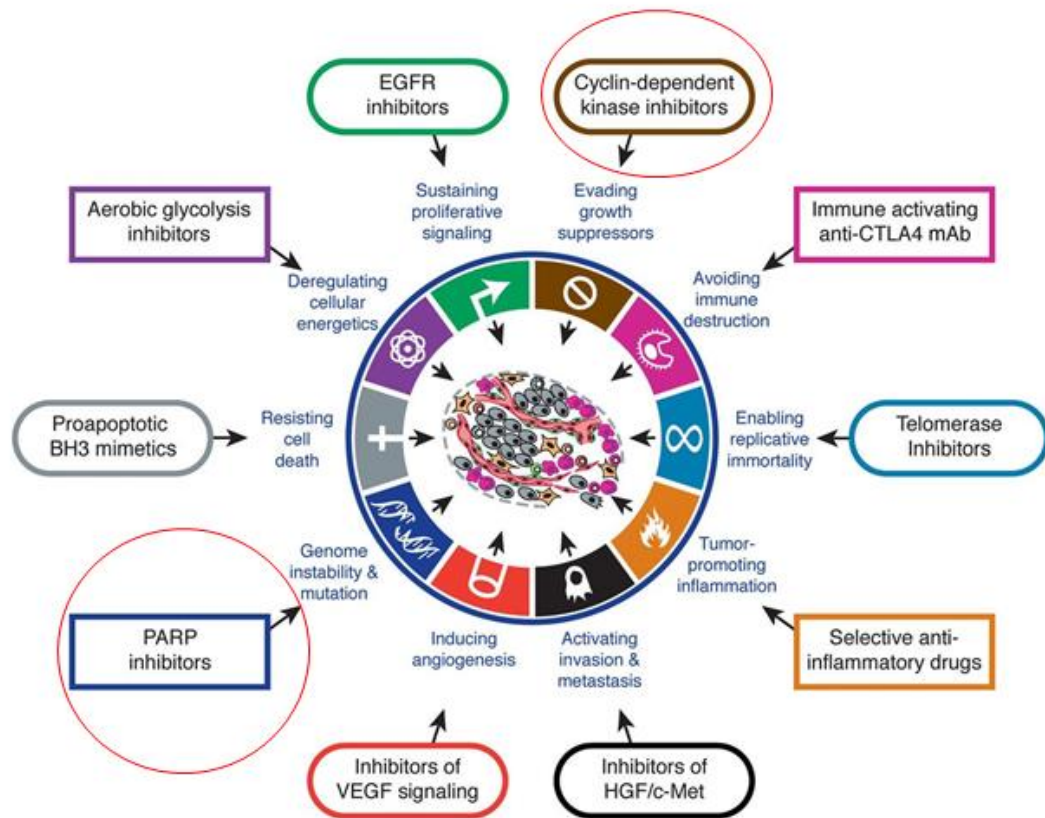 EGFR
inhibitors
Cyclin-dependent
kinase inhibitors
Sustaining
proliferative
signaling
Evading
growth
suppressors
Aerobic glycolysis
inhibitors
Immune activating
anti-CTLA4 mAb
Deregulating
cellular
energetics
Avoiding
immune
destruction
Proapoptotic
BH3 mimetics
Resisting
cell
death
Enabling
replicative
immortality
Telomerase
Inhibitors
Genome
instability &
mutation
Tumor-
promoting
inflammation
PARP
inhibitors
Inducing
angiogenesis
Activating
invasion &
metastasis
Selective anti-
inflammatory drugs
Inhibitors of
VEGF signaling
Inhibitors of
HGF/c-Met